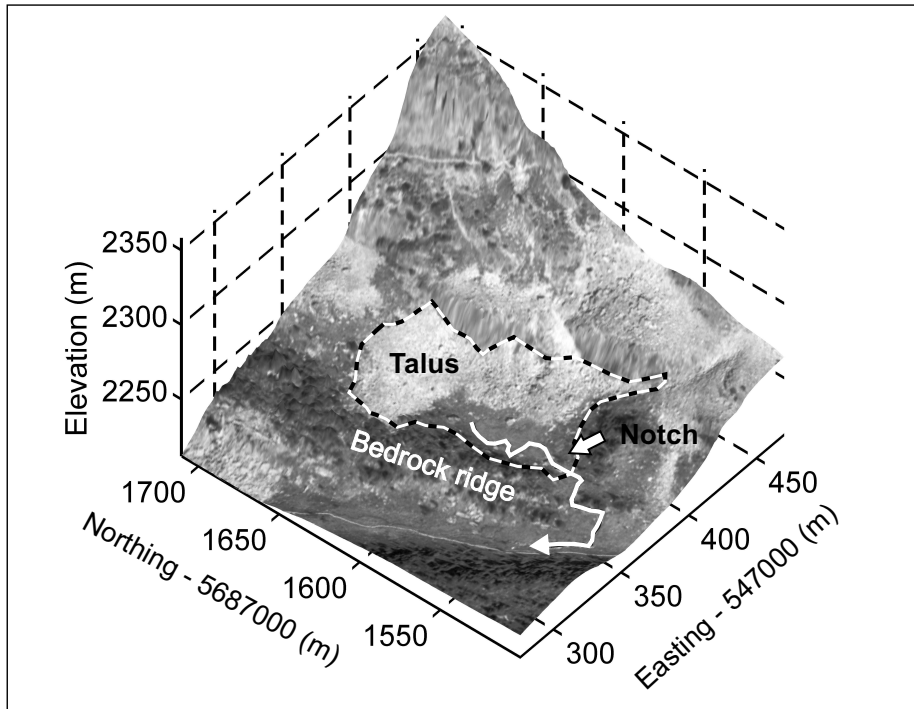 2350
2300
2250
Elevation (m)
Talus
Notch
Bedrock ridge
1700
1650
1600
1550
Northing - 5687000 (m)
450
400
350
300
Easting - 547000 (m)